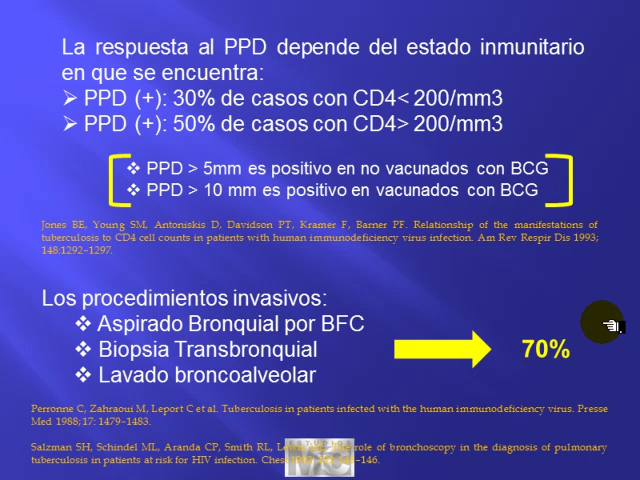 La respuesta al PPD depende del estado inmunitario
en que se encuentra:
➢ PPD (+): 30% de casos con CD4< 200/mm3
➢ PPD (+): 50% de casos con CD4> 200/mm3
❖ PPD > 5mm es positivo en no vacunados con BCG
❖ PPD > 10 mm es positivo en vacunados con BCG
Jones BE, Young SM, Antoniskis D, Davidson PT, Kramer F, Barner PF. Relationship of the manifestations of
tuberculosis to CD4 cell counts in patients with human immunodeficiency virus infection. Am Rev Respir Dis 1993;
148:1292–1297.
Los procedimientos invasivos:
❖ Aspirado Bronquial por BFC
❖ Biopsia Transbronquial
❖ Lavado broncoalveolar
70%
Perronne C, Zahraoui M, Leport C et al. Tuberculosis in patients infected with the human immunodeficiency virus. Presse
Med. 1988; 17: 1479–1483.
Salzman SH, Schindel ML, Aranda CP, Smith RL, role of bronchoscopy in the diagnosis of pulmonary
tuberculosis in patients at risk for HIV infection. Chest –146.